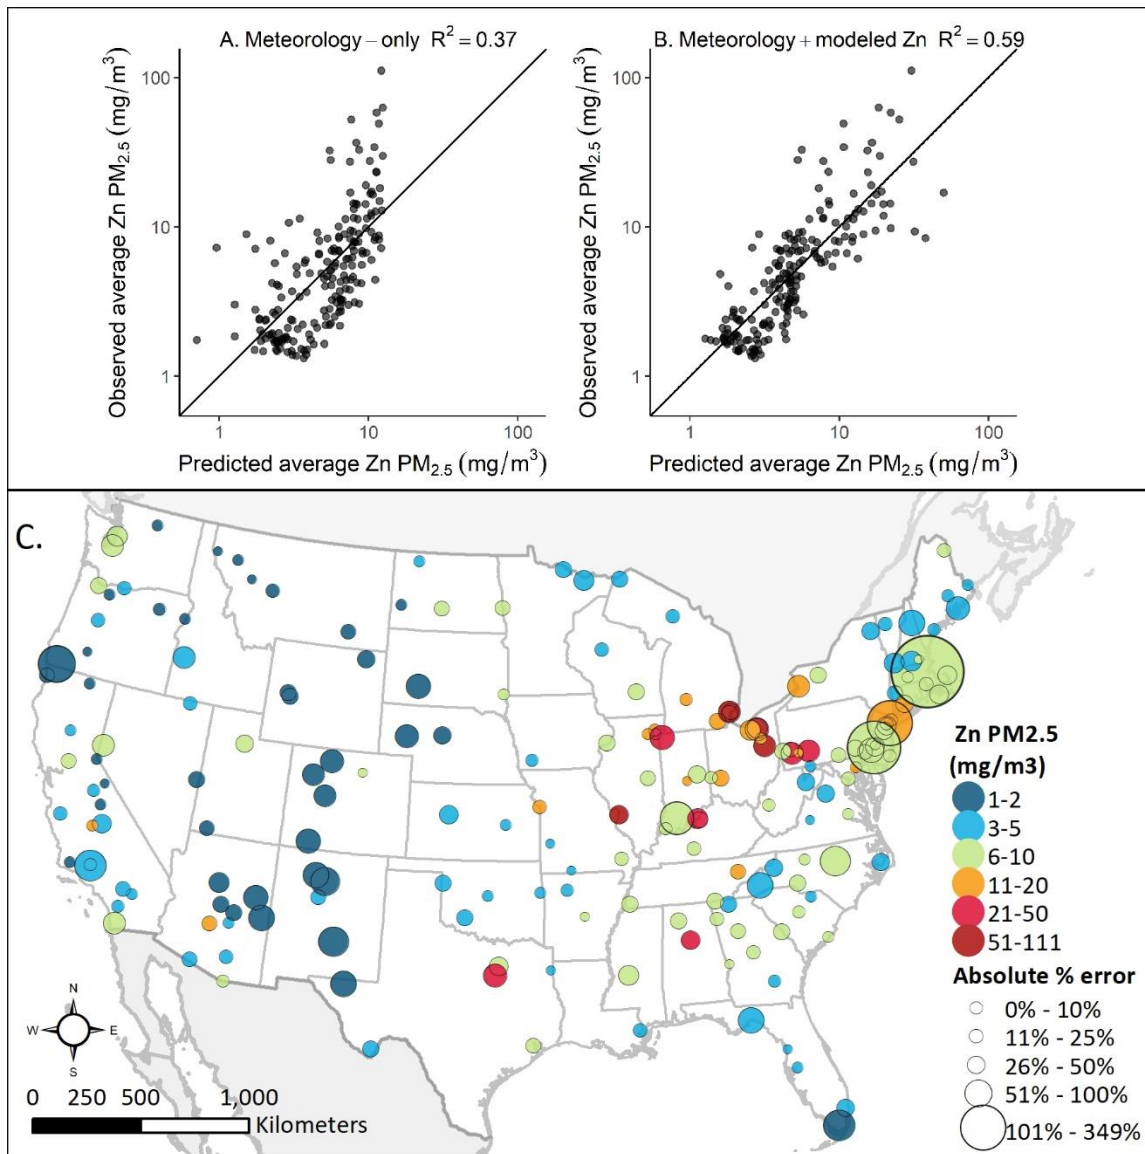 A. Meteorology – only R² = 0.37
Observed average Zn PM₂.₅ (mg/m³)
100
10
1
1
10
100
Predicted average Zn PM₂.₅ (mg/m³)
B. Meteorology + modeled Zn R² = 0.59
Observed average Zn PM₂.₅ (mg/m³)
100
10
1
1
10
100
Predicted average Zn PM₂.₅ (mg/m³)
C.
Zn PM2.5
(mg/m3)
1-2
3-5
6-10
11-20
21-50
51-111
Absolute % error
0% - 10%
11% - 25%
26% - 50%
51% - 100%
101% - 349%
N
W
E
S
0 250 500 1,000
Kilometers